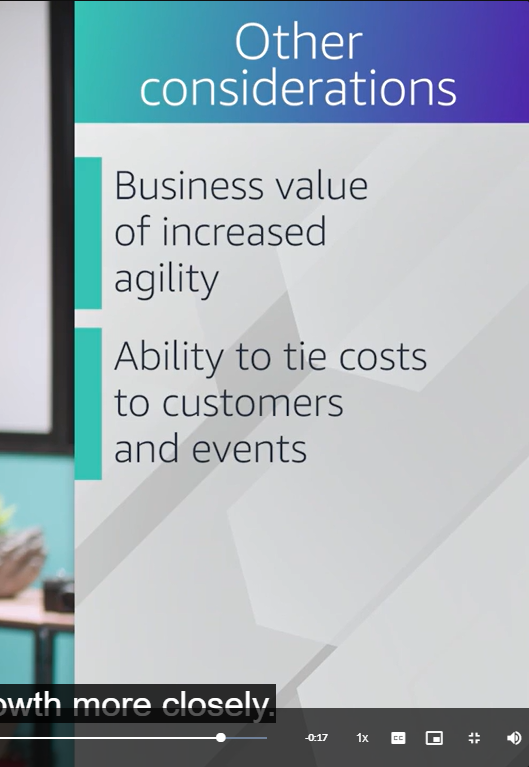 Other
considerations
Business value
of increased
agility
Ability to tie costs
to customers
and events
more closely.
-0:17
1x
CC